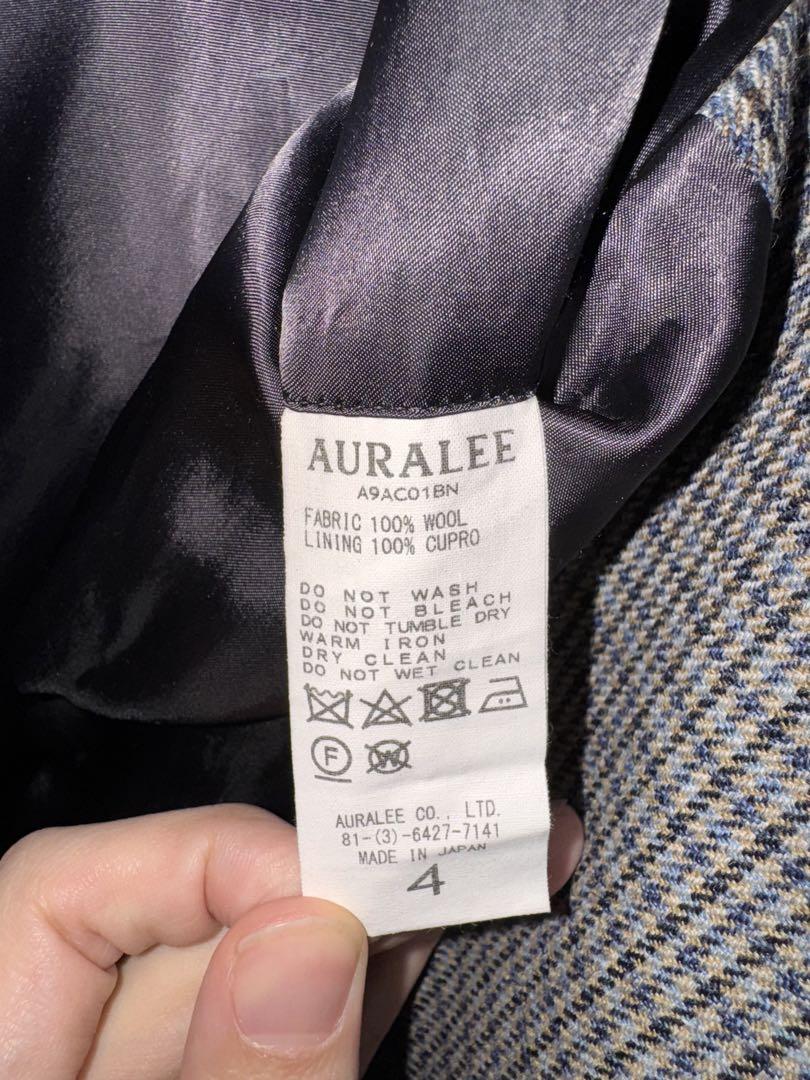 AURALEE
A9AC01BN
FABRIC 100% WOOL
LINING 100% CUPRO
DO NOT WASH
DO NOT BLEACH
DO NOT TUMBLE DRY
WARM IRON
DRY CLEAN
DO NOT WET CLEAN
F W
AURALEE CO., LTD.
81-(3)-6427-7141
MADE IN JAPAN
4